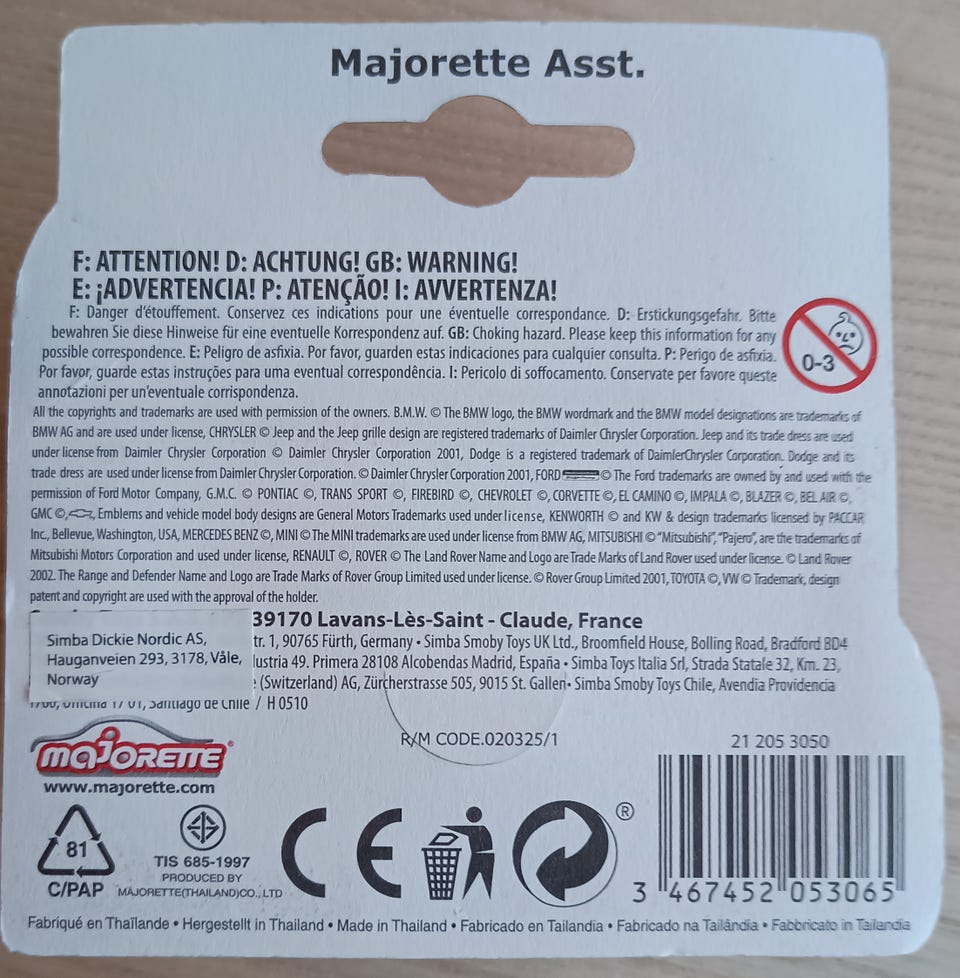 Majorette Asst.
F: ATTENTION! D: ACHTUNG! GB: WARNING!
E: ¡ADVERTENCIA! P: ATENÇÃO! I: AVVERTENZA!
F: Danger d'étouffement. Conservez ces indications pour une éventuelle correspondance. D: Erstickungsgefahr. Bitte
bewahren Sie diese Hinweise für eine eventuelle Korrespondenz auf. GB: Choking hazard. Please keep this information for any
possible correspondence. E: Peligro de asfixia. Por favor, guarden estas indicaciones para cualquier consulta. P: Perigo de asfixia.
Por favor, guarde estas instruções para uma eventual correspondência. I: Pericolo di soffocamento. Conservate per favore queste
annotazioni per un'eventuale corrispondenza.
0-3
All the copyrights and trademarks are used with permission of the owners. B.M.W. © The BMW logo, the BMW wordmark and the BMW model designations are trademarks of
BMW AG and are used under license, CHRYSLER © Jeep and the Jeep grille design are registered trademarks of Daimler Chrysler Corporation. Jeep and its trade dress are used
under license from Daimler Chrysler Corporation © Daimler Chrysler Corporation 2001, Dodge is a registered trademark of DaimlerChrysler Corporation. Dodge and its
trade dress are used under license from Daimler Chrysler Corporation. © Daimler Chrysler Corporation 2001, FORD © The Ford trademarks are owned by and used with the
permission of Ford Motor Company, G.M.C. © PONTIAC ©, TRANS SPORT ©, FIREBIRD ©, CHEVROLET ©, CORVETTE ©, EL CAMINO ©, IMPALA ©, BLAZER ©, BEL AIR ©,
GMC ©, , Emblems and vehicle model body designs are General Motors Trademarks used under license, KENWORTH © and KW & design trademarks licensed by PACCAR
Inc., Bellevue, Washington, USA, MERCEDES BENZ ©, MINI © The MINI trademarks are used under license from BMW AG, MITSUBISHI © "Mitsubishi", "Pajero", are the trademarks of
Mitsubishi Motors Corporation and used under license, RENAULT ©, ROVER © The Land Rover Name and Logo are Trade Marks of Land Rover used under license. © Land Rover
2002. The Range and Defender Name and Logo are Trade Marks of Rover Group Limited used under license. © Rover Group Limited 2001, TOYOTA ©, VW © Trademark, design
patent and copyright are used with the approval of the holder.
39170 Lavans-Lès-Saint - Claude, France
tr. 1, 90765 Fürth, Germany • Simba Smoby Toys UK Ltd., Broomfield House, Bolling Road, Bradford BD4
lustria 49. Primera 28108 Alcobendas Madrid, España • Simba Toys Italia Srl, Strada Statale 32, Km. 23,
(Switzerland) AG, Zürcherstrasse 505, 9015 St. Gallen• Simba Smoby Toys Chile, Avendia Providencia
Santiago de Chile / H 0510
Simba Dickie Nordic AS,
Hauganveien 293, 3178, Våle,
Norway
R/M CODE.020325/1
21 205 3050
majorette®
www.majorette.com
81
C/PAP
TIS 685-1997
PRODUCED BY
MAJORETTE(THAILAND)CO., LTD
CE
®
3 467452 053065
Fabriqué en Thaïlande • Hergestellt in Thailand • Made in Thailand • Fabricado en Tailandia • Fabricado na Tailândia • Fabbricato in Tailandia